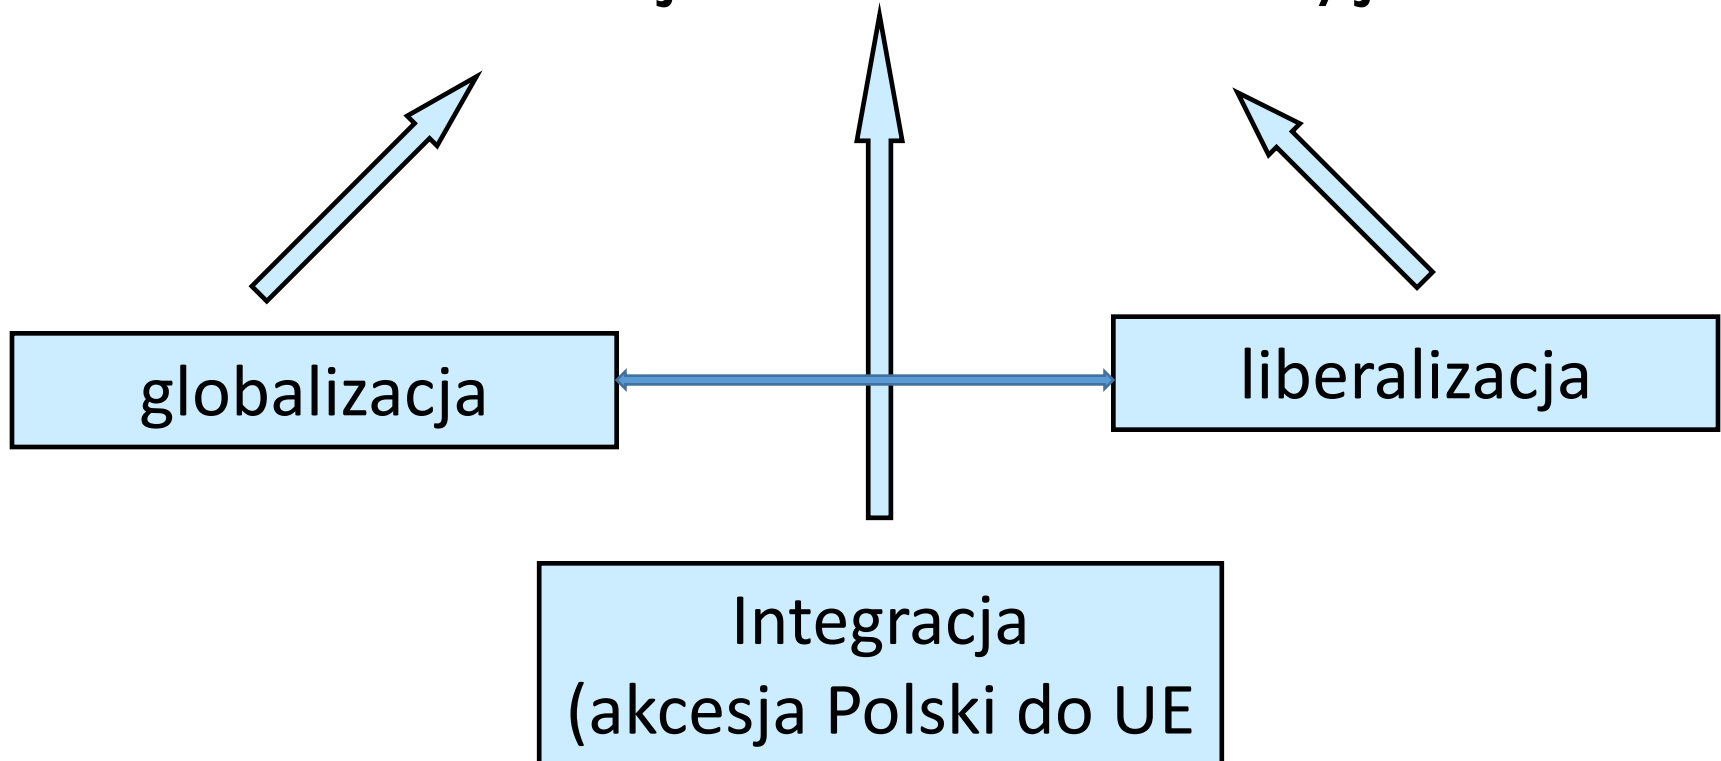 globalizacja
liberalizacja
Integracja
(akcesja Polski do UE